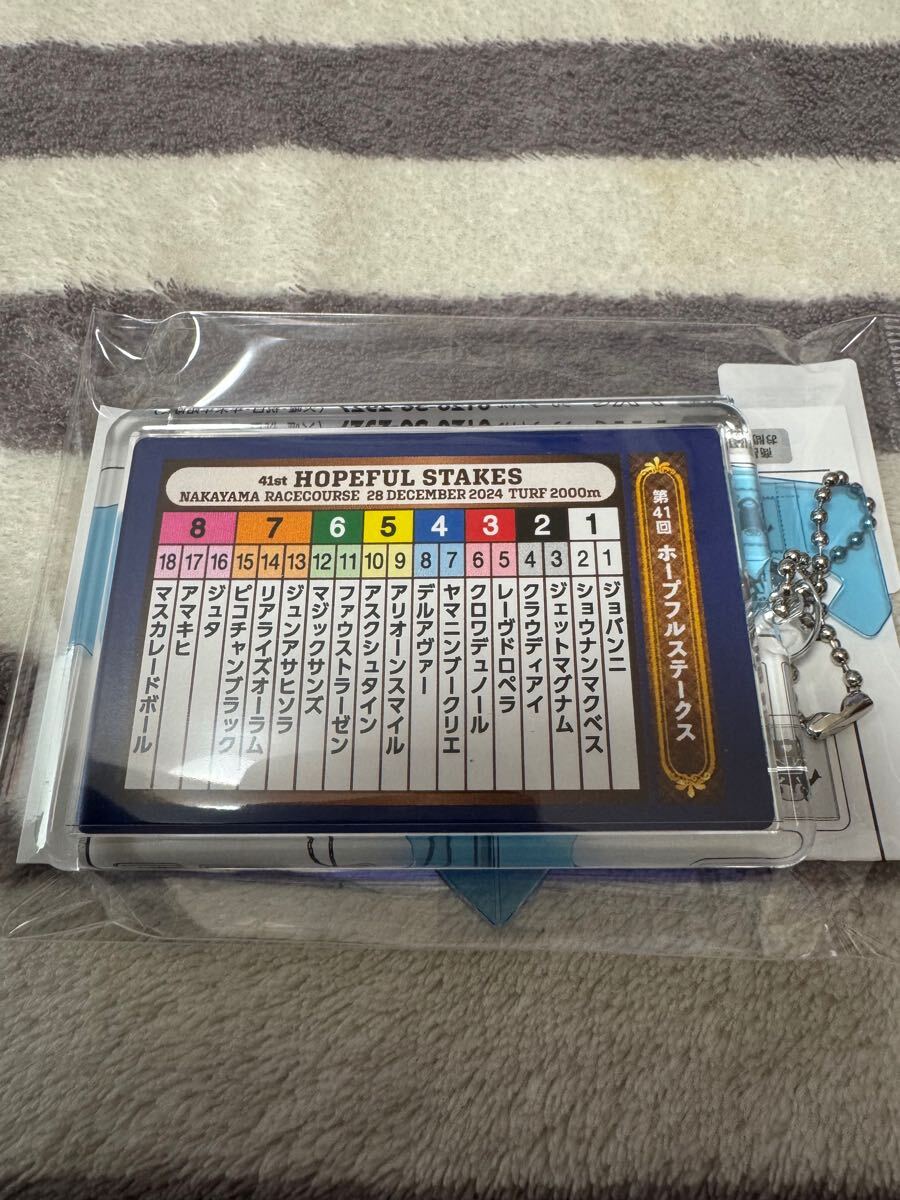 41st HOPEFUL STAKES
NAKAYAMA RACECOURSE 28 DECEMBER 2024 TURF 2000m
第41回 ホープフルステークス
8 7 6 5 4 3 2 1
18 17 16 15 14 13 12 11 10 9 8 7 6 5 4 3 2 1
ジョバンニ
ショウナンマクベス
ジェットマグナム
クラウディアイ
レーヴドロペラ
クロワデュノール
ヤマニンブークリエ
デルアヴァー
アリオーンスマイル
アスクシュタイン
ファウストラーゼン
マジックサンズ
ジュンアサヒソラ
リアライズオーラム
ピコチャンブラック
ジュタ
アマキヒ
マスカレードボール